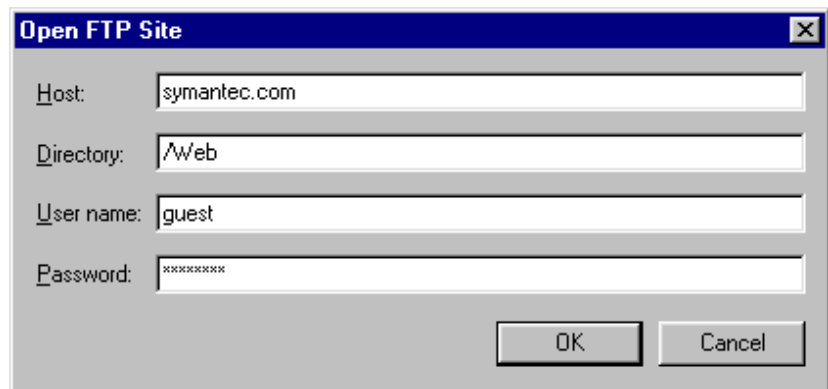 Open FTP Site
Host: symantec.com
Directory: /Web
User name: guest
Password: ********
OK Cancel